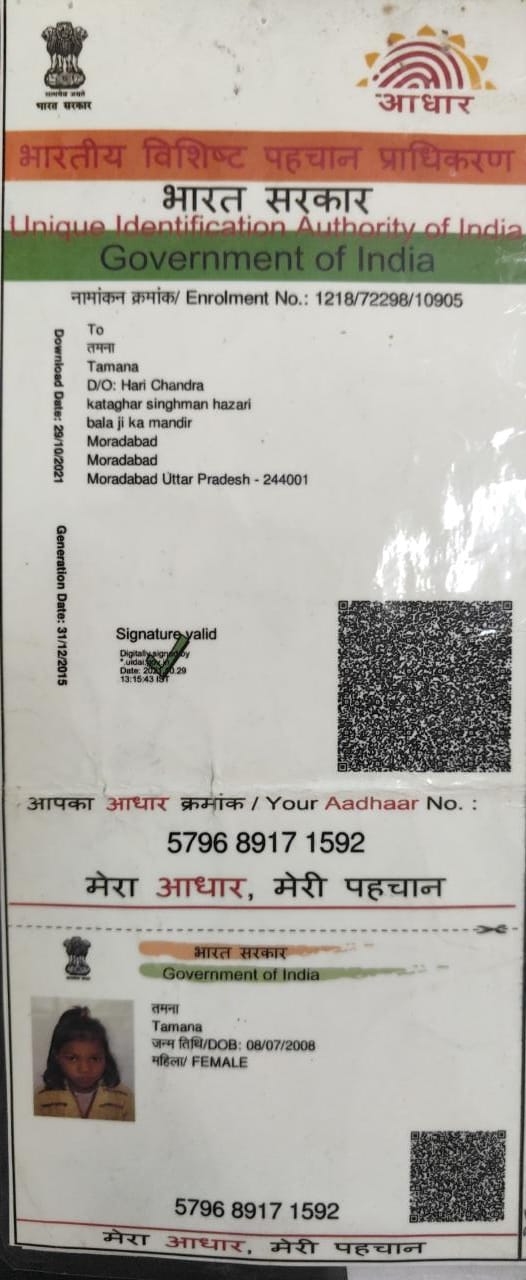 सत्यमेव जयते
भारत सरकार
आधार
भारतीय विशिष्ट पहचान प्राधिकरण
भारत सरकार
Unique Identification Authority of India
Government of India
नामांकन क्रमांक/ Enrolment No.: 1218/72298/10905
To
तमना
Tamana
D/O: Hari Chandra
kataghar singhman hazari
bala ji ka mandir
Moradabad
Moradabad
Moradabad Uttar Pradesh - 244001
Download Date: 29/10/2021
Generation Date: 31/12/2015
Signature valid
Digitally signed by
Date: 
13:15:43 IST
आपका आधार क्रमांक / Your Aadhaar No. :
5796 8917 1592
मेरा आधार, मेरी पहचान
भारत सरकार
Government of India
तमना
Tamana
जन्म तिथि/DOB: 08/07/2008
महिला/ FEMALE
5796 8917 1592
मेरा आधार, मेरी पहचान